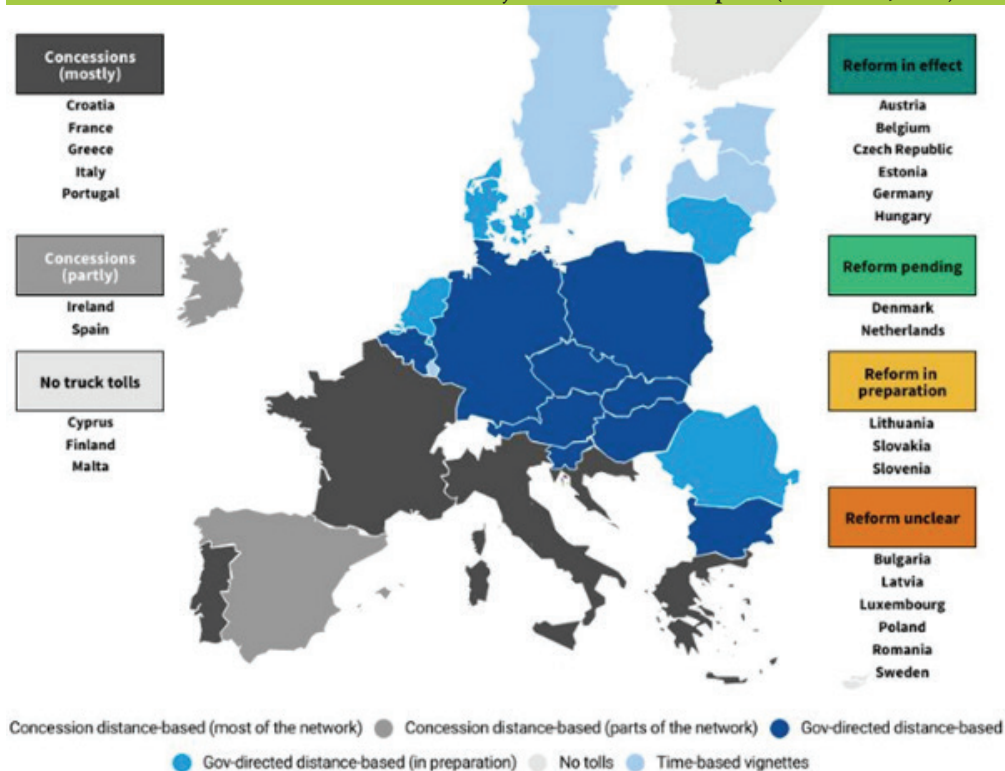 Concessions
(mostly)
Croatia
France
Greece
Italy
Portugal
Concessions
(partly)
Ireland
Spain
No truck tolls
Cyprus
Finland
Malta
Reform in effect
Austria
Belgium
Czech Republic
Estonia
Germany
Hungary
Reform pending
Denmark
Netherlands
Reform in
preparation
Lithuania
Slovakia
Slovenia
Reform unclear
Bulgaria
Latvia
Luxembourg
Poland
Romania
Sweden
Concession distance-based (most of the network) Concession distance-based (parts of the network) Gov-directed distance-based
Gov-directed distance-based (in preparation) No tolls Time-based vignettes